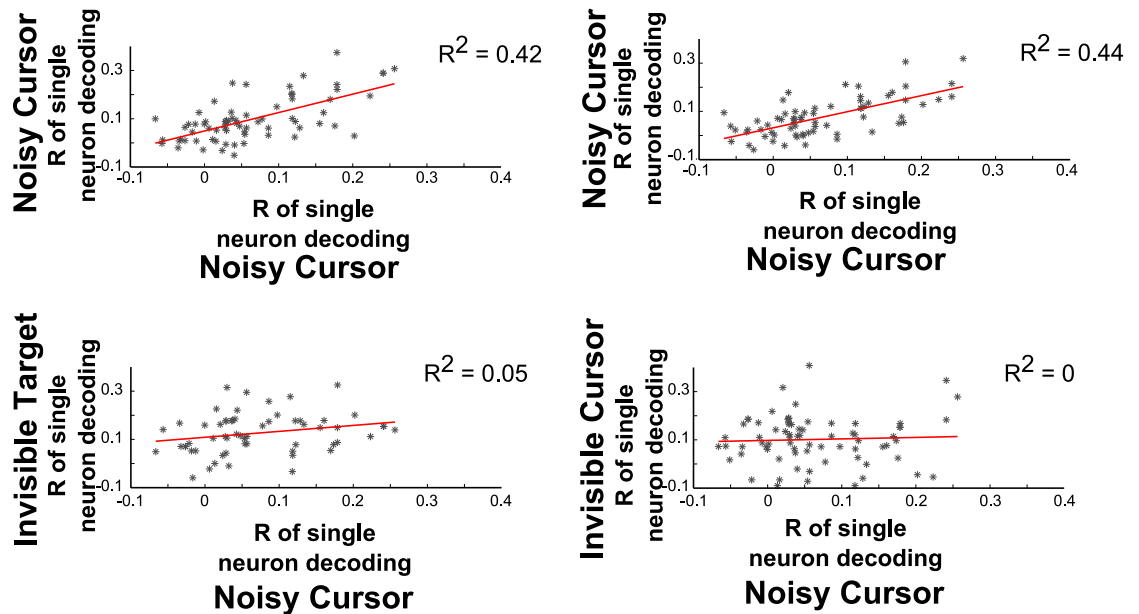 Noisy Cursor
R of single
neuron decoding
0.3
0.1
-0.1
-0.1 0 0.1 0.2 0.3 0.4
R² = 0.42
R of single
neuron decoding
Noisy Cursor
Noisy Cursor
R of single
neuron decoding
0.3
0.1
-0.1
-0.1 0 0.1 0.2 0.3 0.4
R² = 0.44
R of single
neuron decoding
Noisy Cursor
Invisible Target
R of single
neuron decoding
0.3
0.1
-0.1
0 0.1 0.2 0.3 0.4
R² = 0.05
R of single
neuron decoding
Noisy Cursor
Invisible Cursor
R of single
neuron decoding
0.3
0.1
-0.1
0 0.1 0.2 0.3 0.4
R² = 0
R of single
neuron decoding
Noisy Cursor